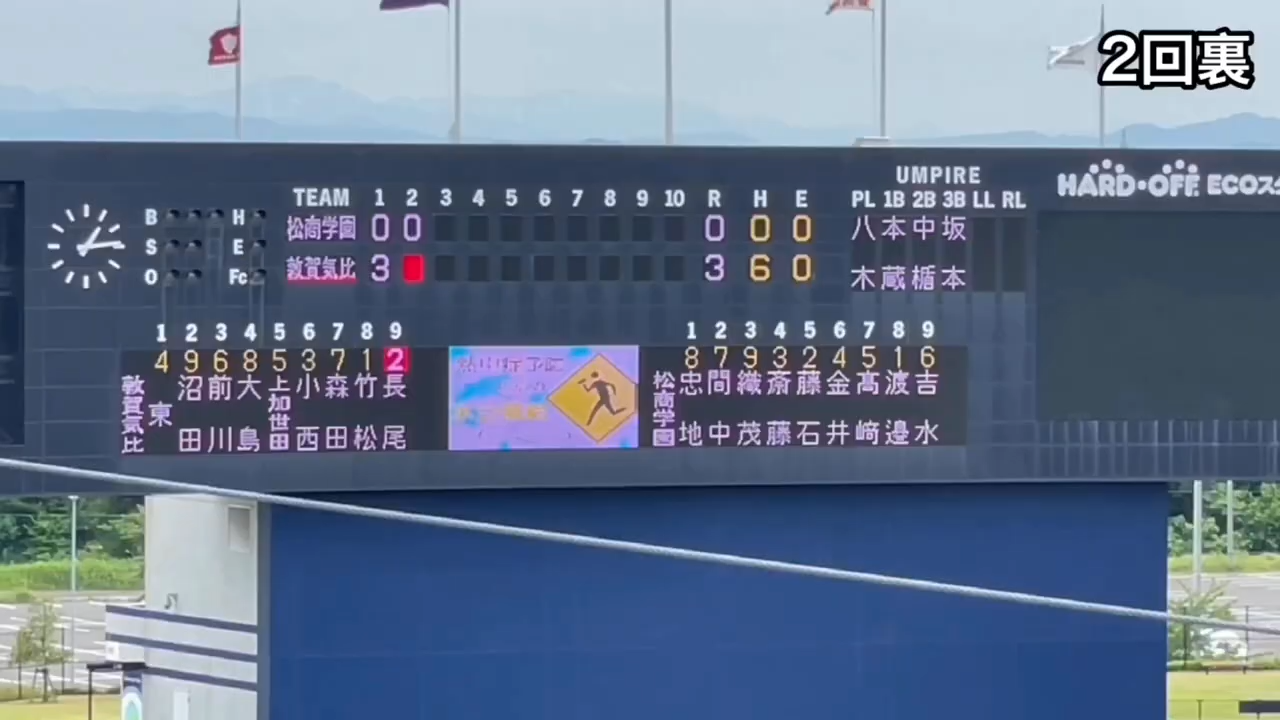 2回裏
UMPIRE
HARD・OFF ECOスタ
TEAM 1 2 3 4 5 6 7 8 9 10 R H E PL 1B 2B 3B LL RL
B H
松商学園 0 0 0 0 0 八木 本蔵 中楯 坂本
S E
敦賀気比 3 3 6 0
O Fc
1 2 3 4 5 6 7 8 9
4 9 6 8 5 3 7 1 2
敦賀気比 東 沼田 前川 大島 上加世田 小西 森田 竹松 長尾
1 2 3 4 5 6 7 8 9
8 7 9 3 2 4 5 1 6
松商学園 忠地 間中 織茂 斎藤 藤石 金井 髙﨑 渡邉 吉水